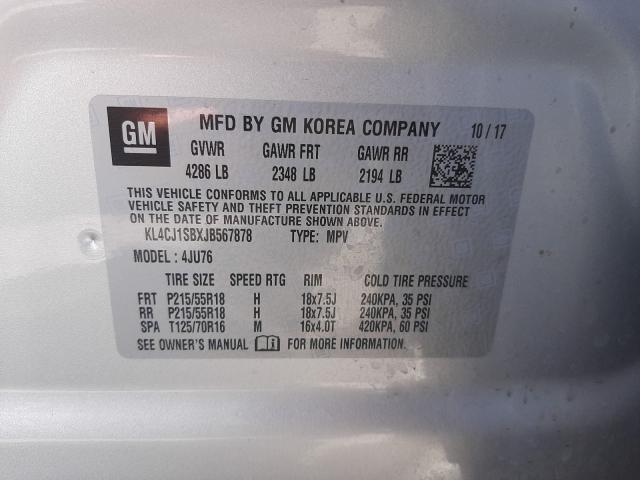 GM MFD BY GM KOREA COMPANY 10 / 17
GVWR GAWR FRT GAWR RR
4286 LB 2348 LB 2194 LB
THIS VEHICLE CONFORMS TO ALL APPLICABLE U.S. FEDERAL MOTOR
VEHICLE SAFETY AND THEFT PREVENTION STANDARDS IN EFFECT
ON THE DATE OF MANUFACTURE SHOWN ABOVE.
KL4CJ1SBXJB567878 TYPE: MPV
MODEL : 4JU76
TIRE SIZE SPEED RTG RIM COLD TIRE PRESSURE
FRT P215/55R18 H 18x7.5J 240KPA, 35 PSI
RR P215/55R18 H 18x7.5J 240KPA, 35 PSI
SPA T125/70R16 M 16x4.0T 420KPA, 60 PSI
SEE OWNER'S MANUAL FOR MORE INFORMATION.